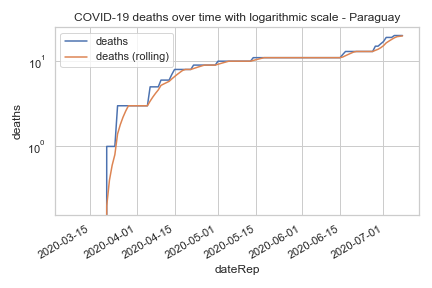 COVID-19 deaths over time with logarithmic scale - Paraguay
deaths
deaths (rolling)
10¹
10⁰
deaths
2020-03-15
2020-04-01
2020-04-15
2020-05-01
2020-05-15
2020-06-01
2020-06-15
2020-07-01
dateRep